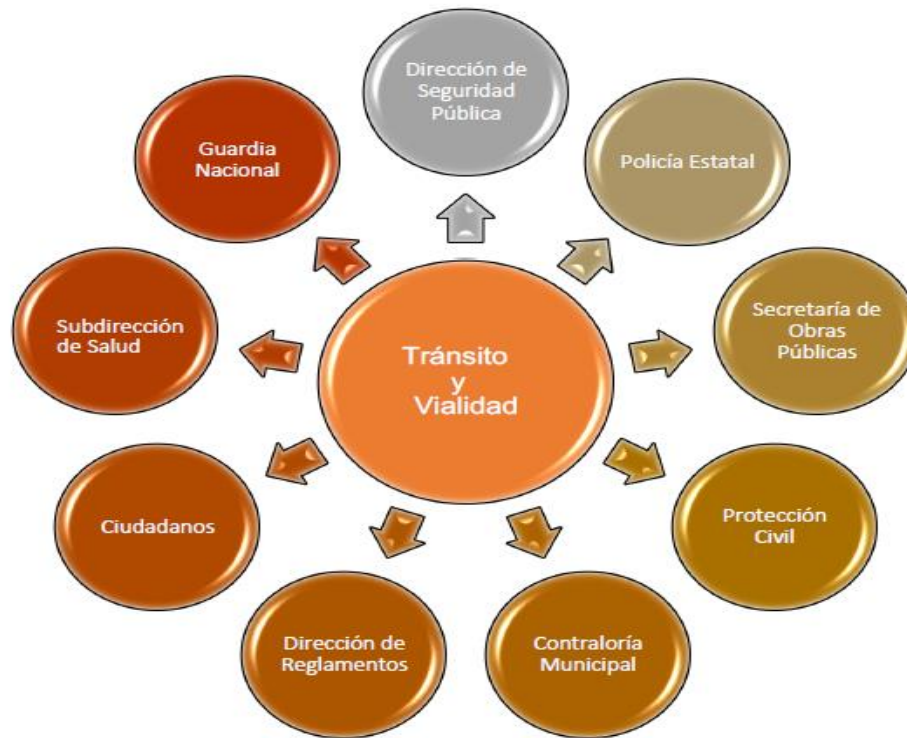 Dirección de
Seguridad
Pública
Policía Estatal
Secretaría de
Obras
Públicas
Protección
Civil
Contraloría
Municipal
Dirección de
Reglamentos
Ciudadanos
Subdirección
de Salud
Guardia
Nacional
Tránsito
y
Vialidad